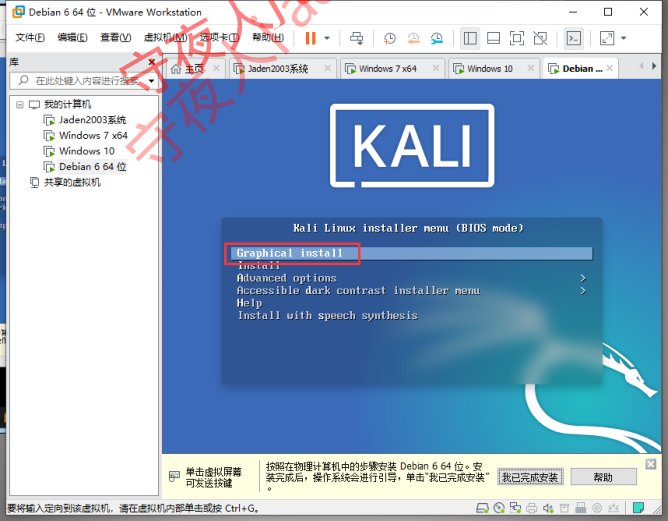 Debian 6 64 位 - VMware Workstation
文件(F) 编辑(E) 查看(V) 虚拟机(M) 选项卡(T) 帮助(H)
库
在此处键入内容进行搜索
主页 Jaden2003系统 Windows 7 x64 Windows 10 Debian ...
我的计算机
Jaden2003系统
Windows 7 x64
Windows 10
Debian 6 64 位
共享的虚拟机
守夜人
守夜人
KALI
Kali Linux installer menu (BIOS mode)
Graphical install
Install
Advanced options >
Accessible dark contrast installer menu >
Help
Install with speech synthesis
单击虚拟屏幕
可发送按键
按照在物理计算机中的步骤安装 Debian 6 64 位。安
装完成后，操作系统会进行引导，单击“我已完成安装”
。
我已完成安装 帮助
要将输入定向到该虚拟机，请在虚拟机内部单击或按 Ctrl+G。